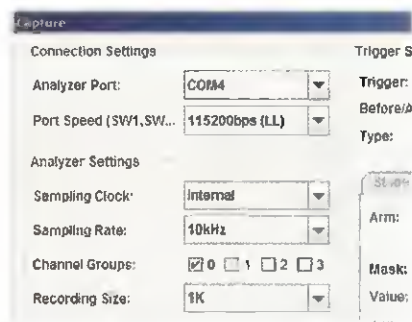 Capture
Connection Settings
Trigger S
Analyzer Port:
COM4
Trigger:
Port Speed (SW1,SW...
115200bps (LL)
Before/A
Type:
Analyzer Settings
Sampling Clock:
Internal
Sampling Rate:
10kHz
Arm:
Channel Groups:
0 1 2 3
Mask:
Recording Size:
1K
Value: